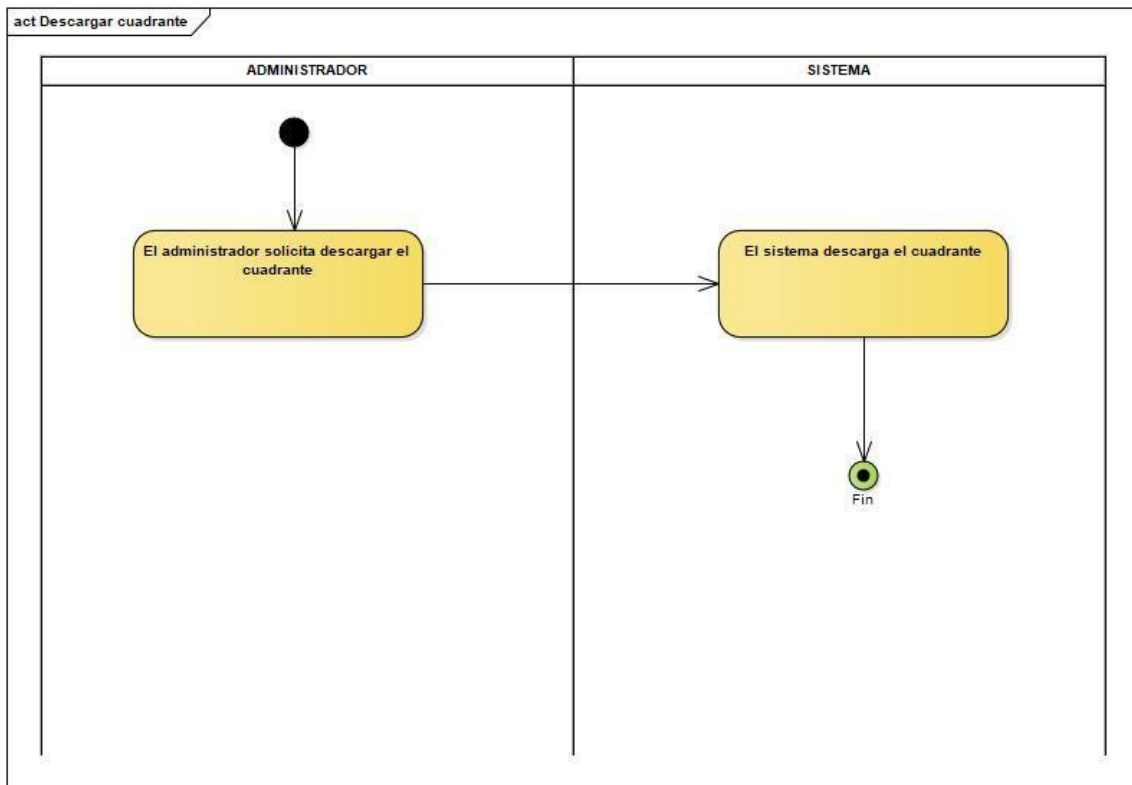 act Descargar cuadrante
ADMINISTRADOR
SISTEMA
El administrador solicita descargar el
cuadrante
El sistema descarga el cuadrante
Fin